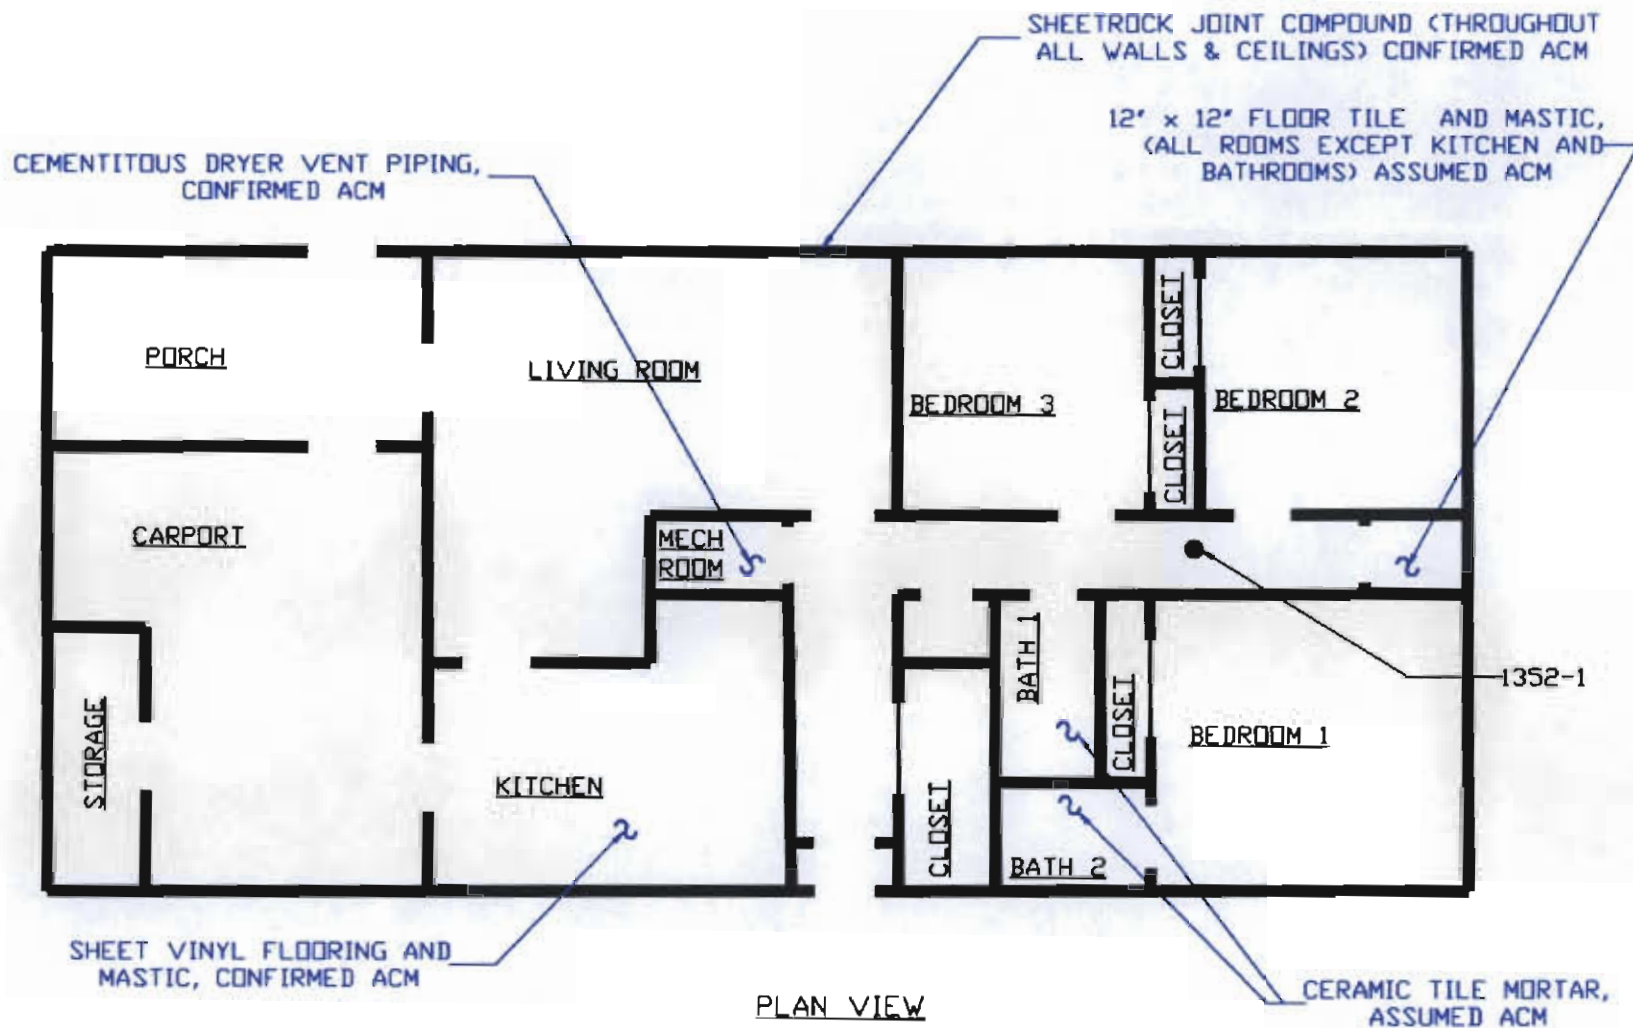 SHEETROCK JOINT COMPOUND (THROUGHOUT
ALL WALLS & CEILINGS) CONFIRMED ACM
12" x 12" FLOOR TILE AND MASTIC,
(ALL ROOMS EXCEPT KITCHEN AND
BATHROOMS) ASSUMED ACM
CEMENTITOUS DRYER VENT PIPING,
CONFIRMED ACM
PORCH
LIVING ROOM
BEDROOM 3
CLOSET
CLOSET
BEDROOM 2
CARPORT
MECH
ROOM
STORAGE
KITCHEN
CLOSET
BATH 1
CLOSET
BEDROOM 1
BATH 2
1352-1
SHEET VINYL FLOORING AND
MASTIC, CONFIRMED ACM
CERAMIC TILE MORTAR,
ASSUMED ACM
PLAN VIEW